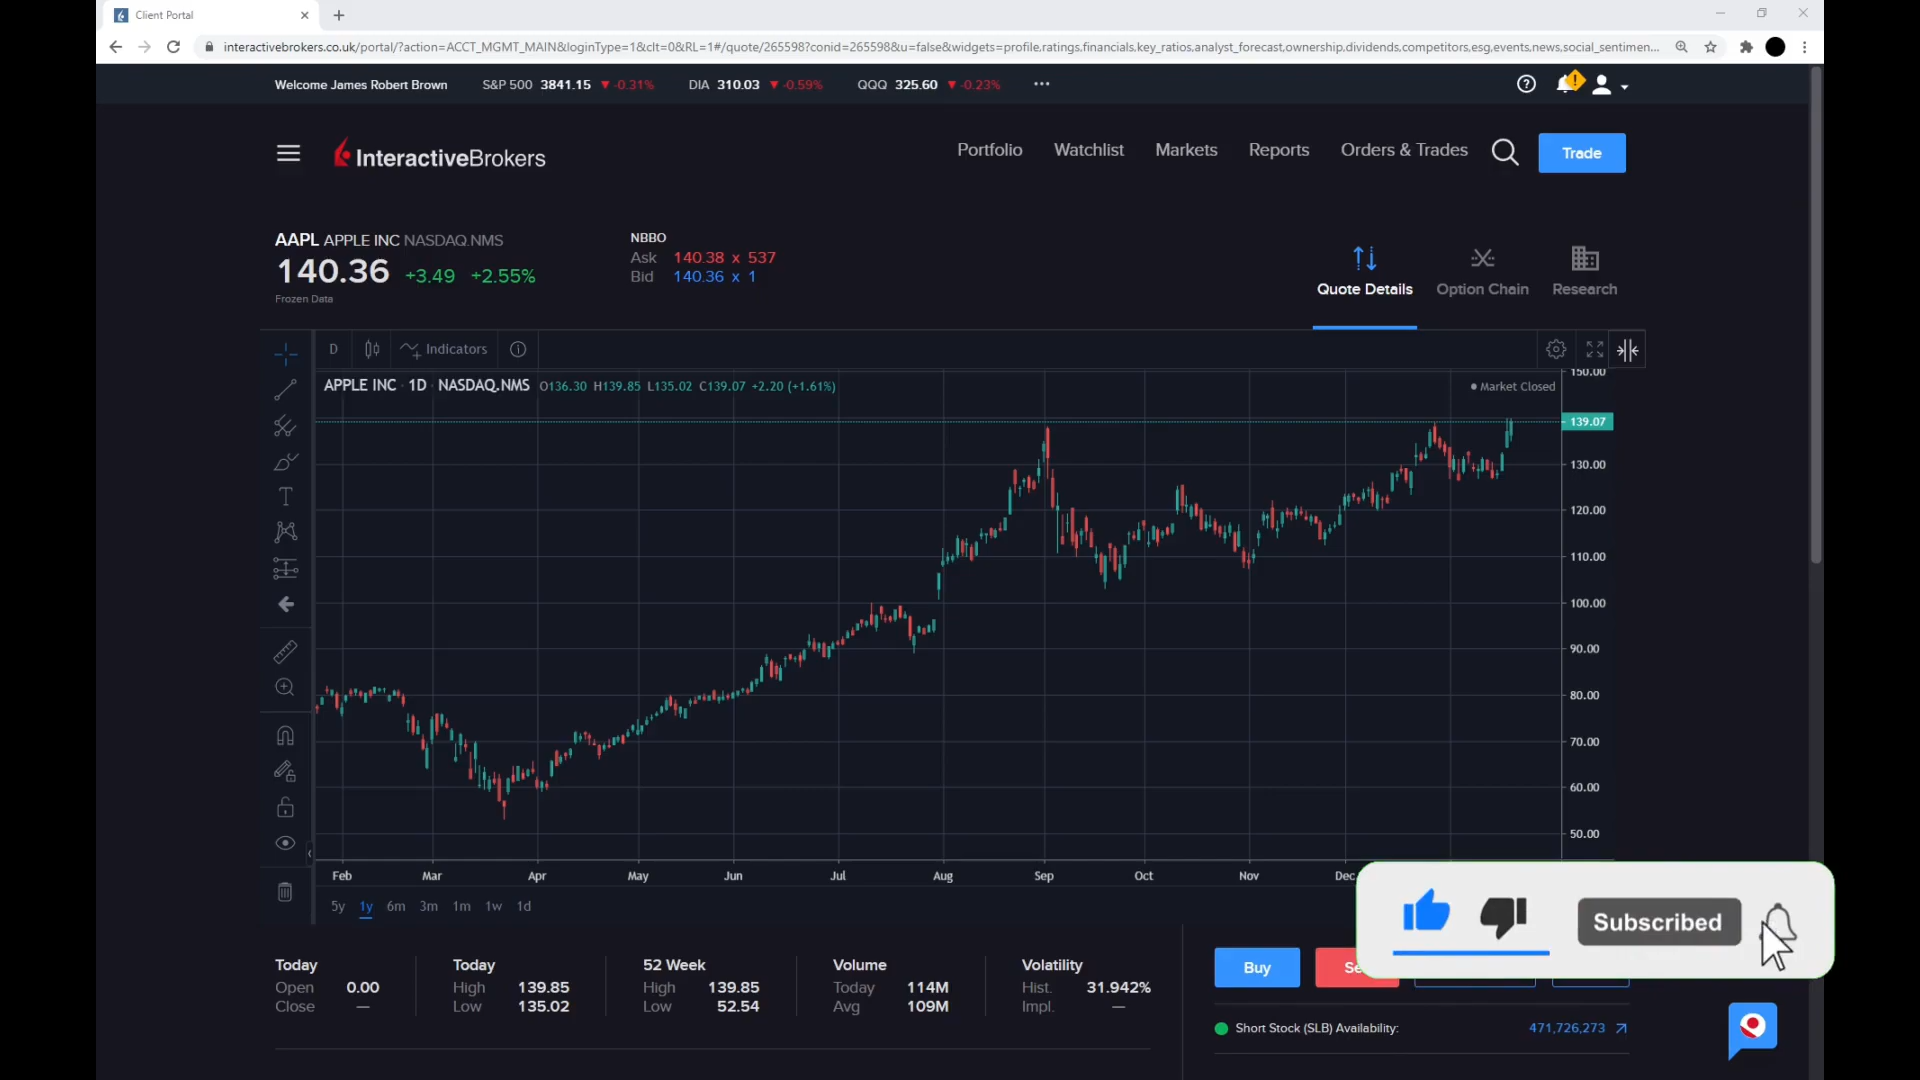 Client Portal
interactivebrokers.co.uk/portal/?action=ACCT_MGMT_MAIN&loginType=1&clt=0&RL=1#/quote/265598?conid=265598&u=false&widgets=profile,ratings,financials,key_ratios,analyst_forecast,ownership,dividends,competitors,esg,events,news,social_sentimen...
Welcome James Robert Brown S&P 500 3841.15 ▼ -0.31% DIA 310.03 ▼ -0.59% QQQ 325.60 ▼ -0.23% •••
InteractiveBrokers
Portfolio Watchlist Markets Reports Orders & Trades Trade
AAPL APPLE INC NASDAQ.NMS
140.36 +3.49 +2.55%
Frozen Data
NBBO
Ask 140.38 x 537
Bid 140.36 x 1
Quote Details Option Chain Research
D Indicators
APPLE INC · 1D · NASDAQ.NMS O136.30 H139.85 L135.02 C139.07 +2.20 (+1.61%)
Market Closed
150.00
139.07
130.00
120.00
110.00
100.00
90.00
80.00
70.00
60.00
50.00
Feb Mar Apr May Jun Jul Aug Sep Oct Nov Dec
5y 1y 6m 3m 1m 1w 1d
Subscribed
Today
Open 0.00
Close —
Today
High 139.85
Low 135.02
52 Week
High 139.85
Low 52.54
Volume
Today 114M
Avg 109M
Volatility
Hist. 31.942%
Impl. —
Buy
Short Stock (SLB) Availability: 471,726,273